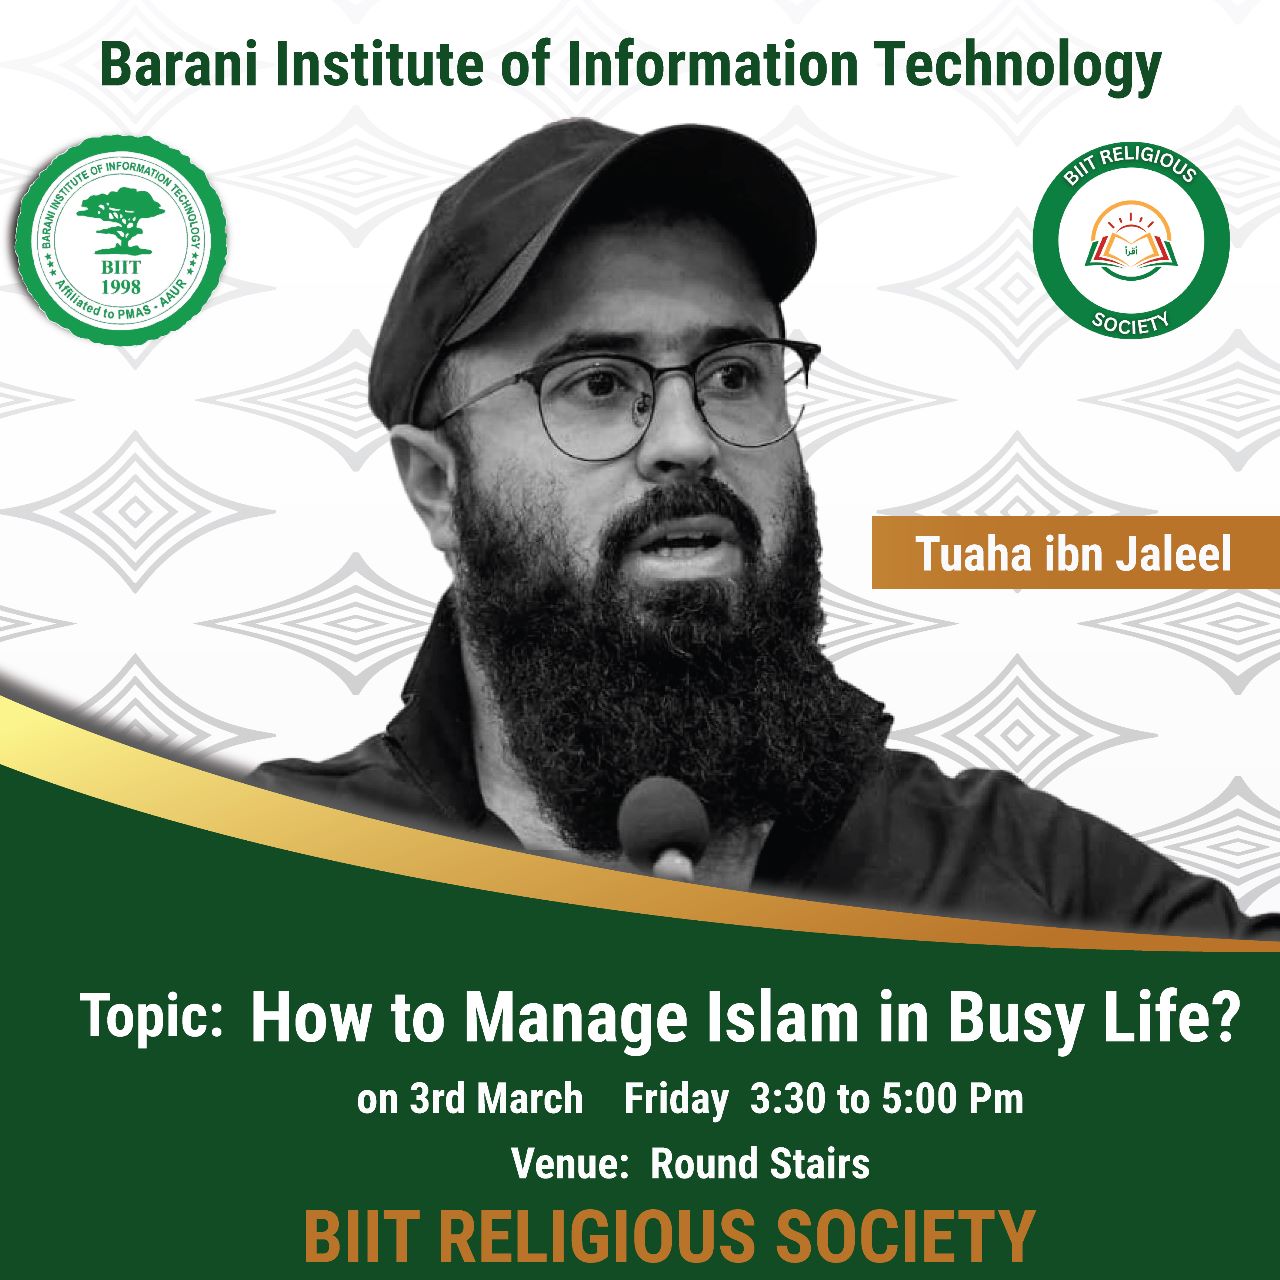 Barani Institute of Information Technology
BARANI INSTITUTE OF INFORMATION TECHNOLOGY
BIIT
1998
Affiliated to PMAS - AAUR
BIIT RELIGIOUS
اقرأ
SOCIETY
Tuaha ibn Jaleel
Topic: How to Manage Islam in Busy Life?
on 3rd March Friday 3:30 to 5:00 Pm
Venue: Round Stairs
BIIT RELIGIOUS SOCIETY